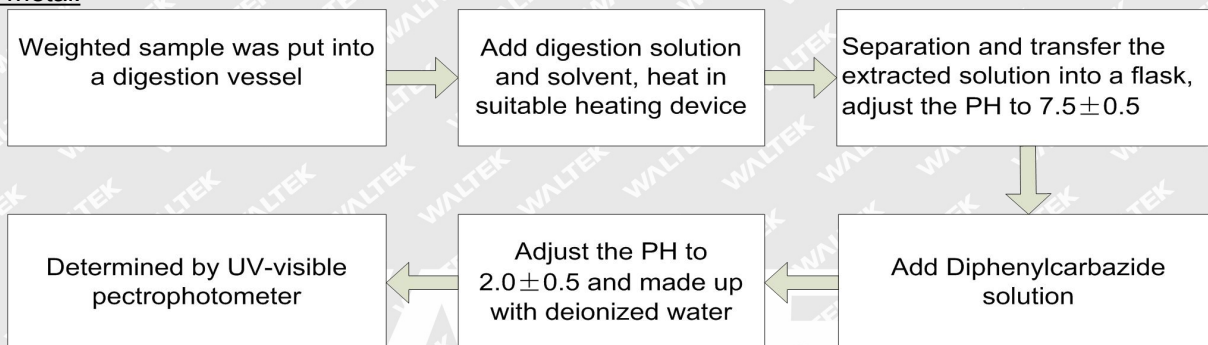 Weighted sample was put into
a digestion vessel
Add digestion solution
and solvent, heat in
suitable heating device
Separation and transfer the
extracted solution into a flask,
adjust the PH to 7.5±0.5
Add Diphenylcarbazide
solution
Adjust the PH to
2.0±0.5 and made up
with deionized water
Determined by UV-visible
pectrophotometer
WALTEK